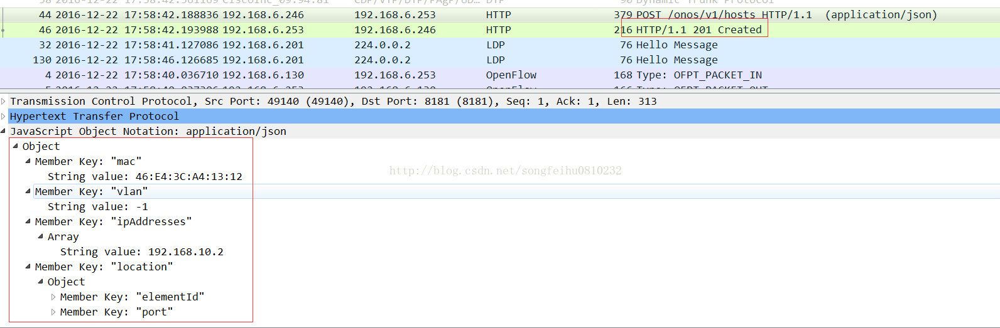 44 2016-12-22 17:58:42.188836 192.168.6.246 192.168.6.253 HTTP 379 POST /onos/v1/hosts HTTP/1.1 (application/json)
46 2016-12-22 17:58:42.193988 192.168.6.253 192.168.6.246 HTTP 216 HTTP/1.1 201 Created
32 2016-12-22 17:58:41.127086 192.168.6.201 224.0.0.2 LDP 76 Hello Message
130 2016-12-22 17:58:46.126685 192.168.6.201 224.0.0.2 LDP 76 Hello Message
4 2016-12-22 17:58:40.036710 192.168.6.130 192.168.6.253 OpenFlow 168 Type: OFPT_PACKET_IN
Transmission Control Protocol, Src Port: 49140 (49140), Dst Port: 8181 (8181), Seq: 1, Ack: 1, Len: 313
Hypertext Transfer Protocol
JavaScript Object Notation: application/json
Object
Member Key: "mac"
String value: 46:E4:3C:A4:13:12
http://blog.csdn.net/songfeihu0810232
Member Key: "vlan"
String value: -1
Member Key: "ipAddresses"
Array
String value: 192.168.10.2
Member Key: "location"
Object
Member Key: "elementId"
Member Key: "port"